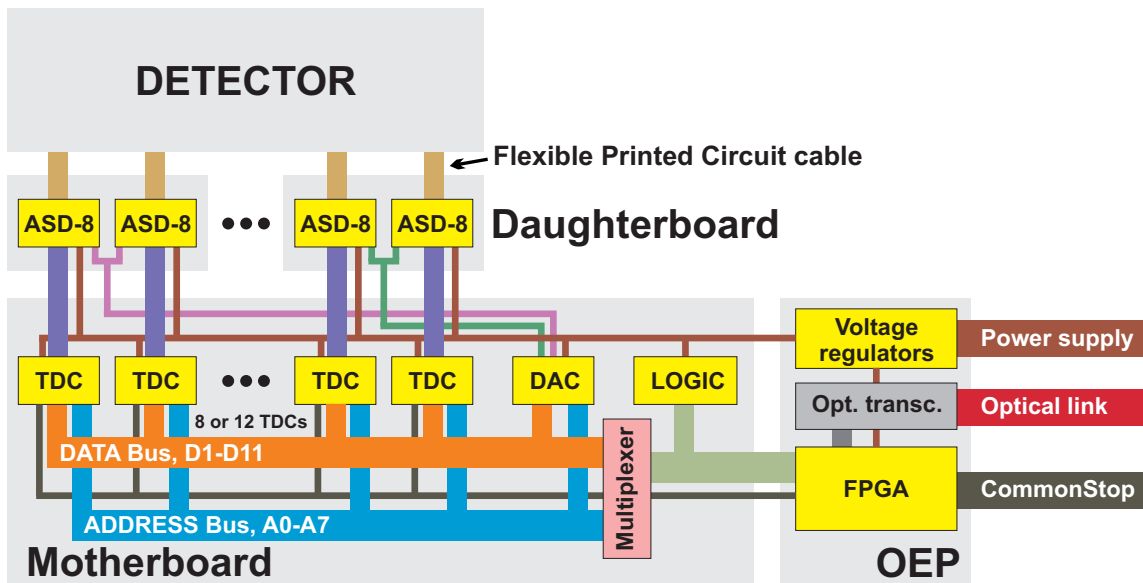 DETECTOR
Flexible Printed Circuit cable
ASD-8
ASD-8
ASD-8
ASD-8
Daughterboard
Voltage
regulators
Power supply
TDC
TDC
TDC
TDC
DAC
LOGIC
Opt. transc.
Optical link
8 or 12 TDCs
DATA Bus, D1-D11
Multiplexer
FPGA
CommonStop
ADDRESS Bus, A0-A7
Motherboard
OEP